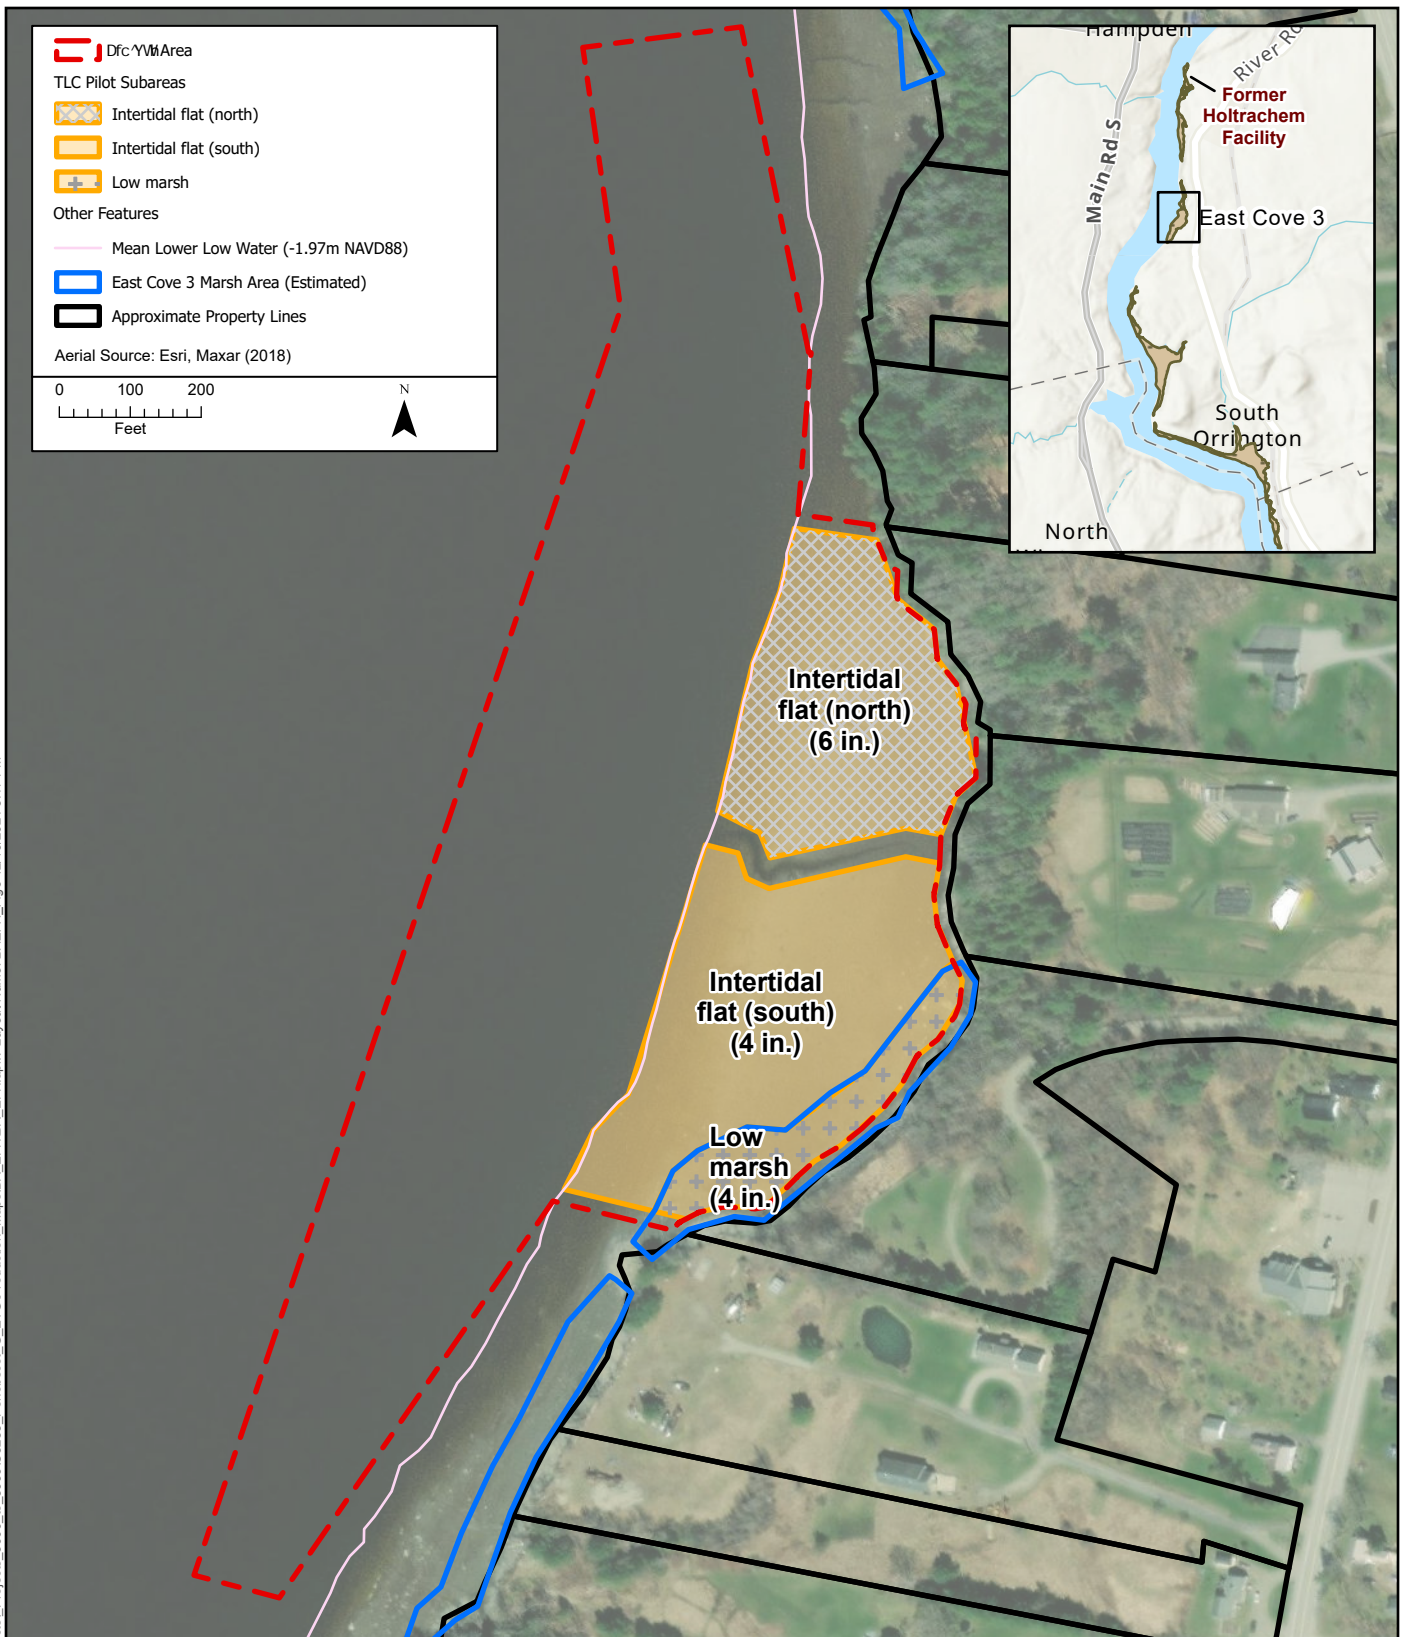 Area
TLC Pilot Subareas
Intertidal flat (north)
Intertidal flat (south)
Low marsh
Other Features
Mean Lower Low Water (-1.97m NAVD88)
East Cove 3 Marsh Area (Estimated)
Approximate Property Lines
Aerial Source: Esri, Maxar (2018)
0 100 200
Feet
N
Hampden
River
Main Rd S
Former
Holtrachem
Facility
East Cove 3
South
Orrington
North
Intertidal
flat (north)
(6 in.)
Intertidal
flat (south)
(4 in.)
Low
marsh
(4 in.)